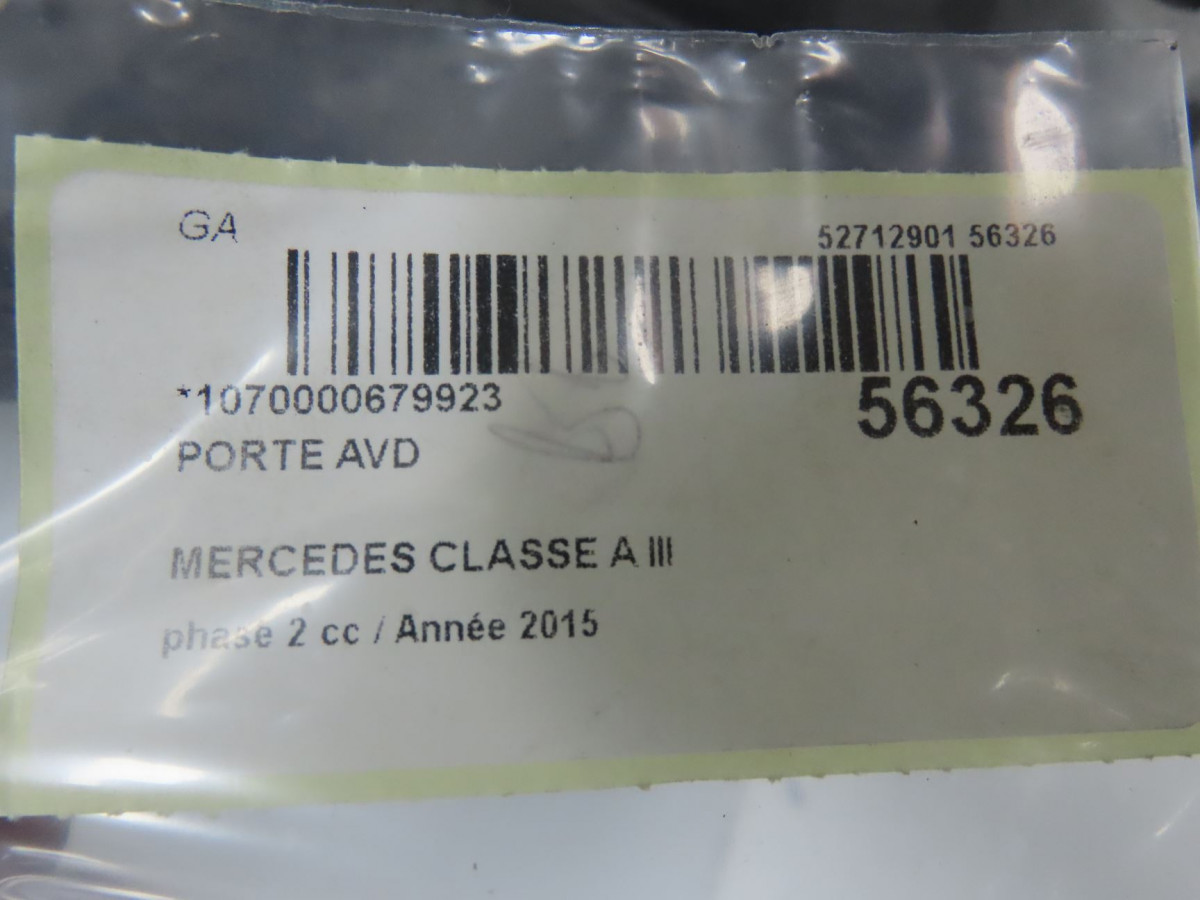 GA
52712901 56326
*1070000679923
56326
PORTE AVD
MERCEDES CLASSE A III
phase 2 cc / Année 2015